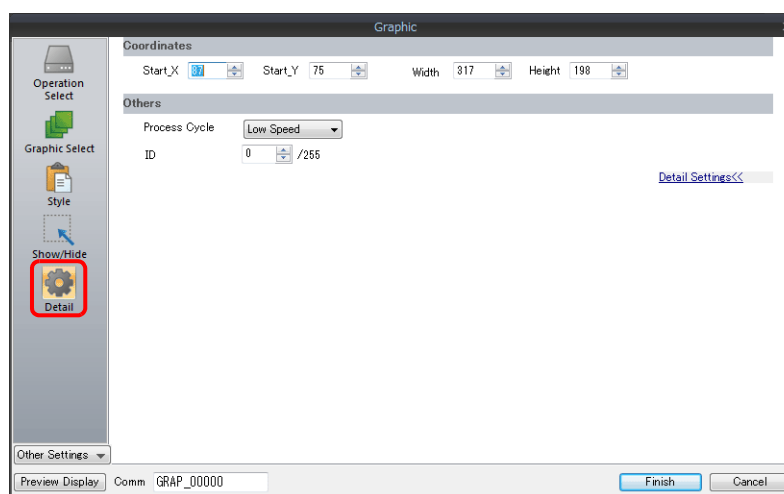 Graphic
Coordinates
Start_X 87 Start_Y 75 Width 317 Height 198
Operation
Select
Others
Process Cycle Low Speed
Graphic Select
ID 0 /255
Detail Settings<<
Style
Show/Hide
Detail
Other Settings
Preview Display Comm GRAP_00000 Finish Cancel